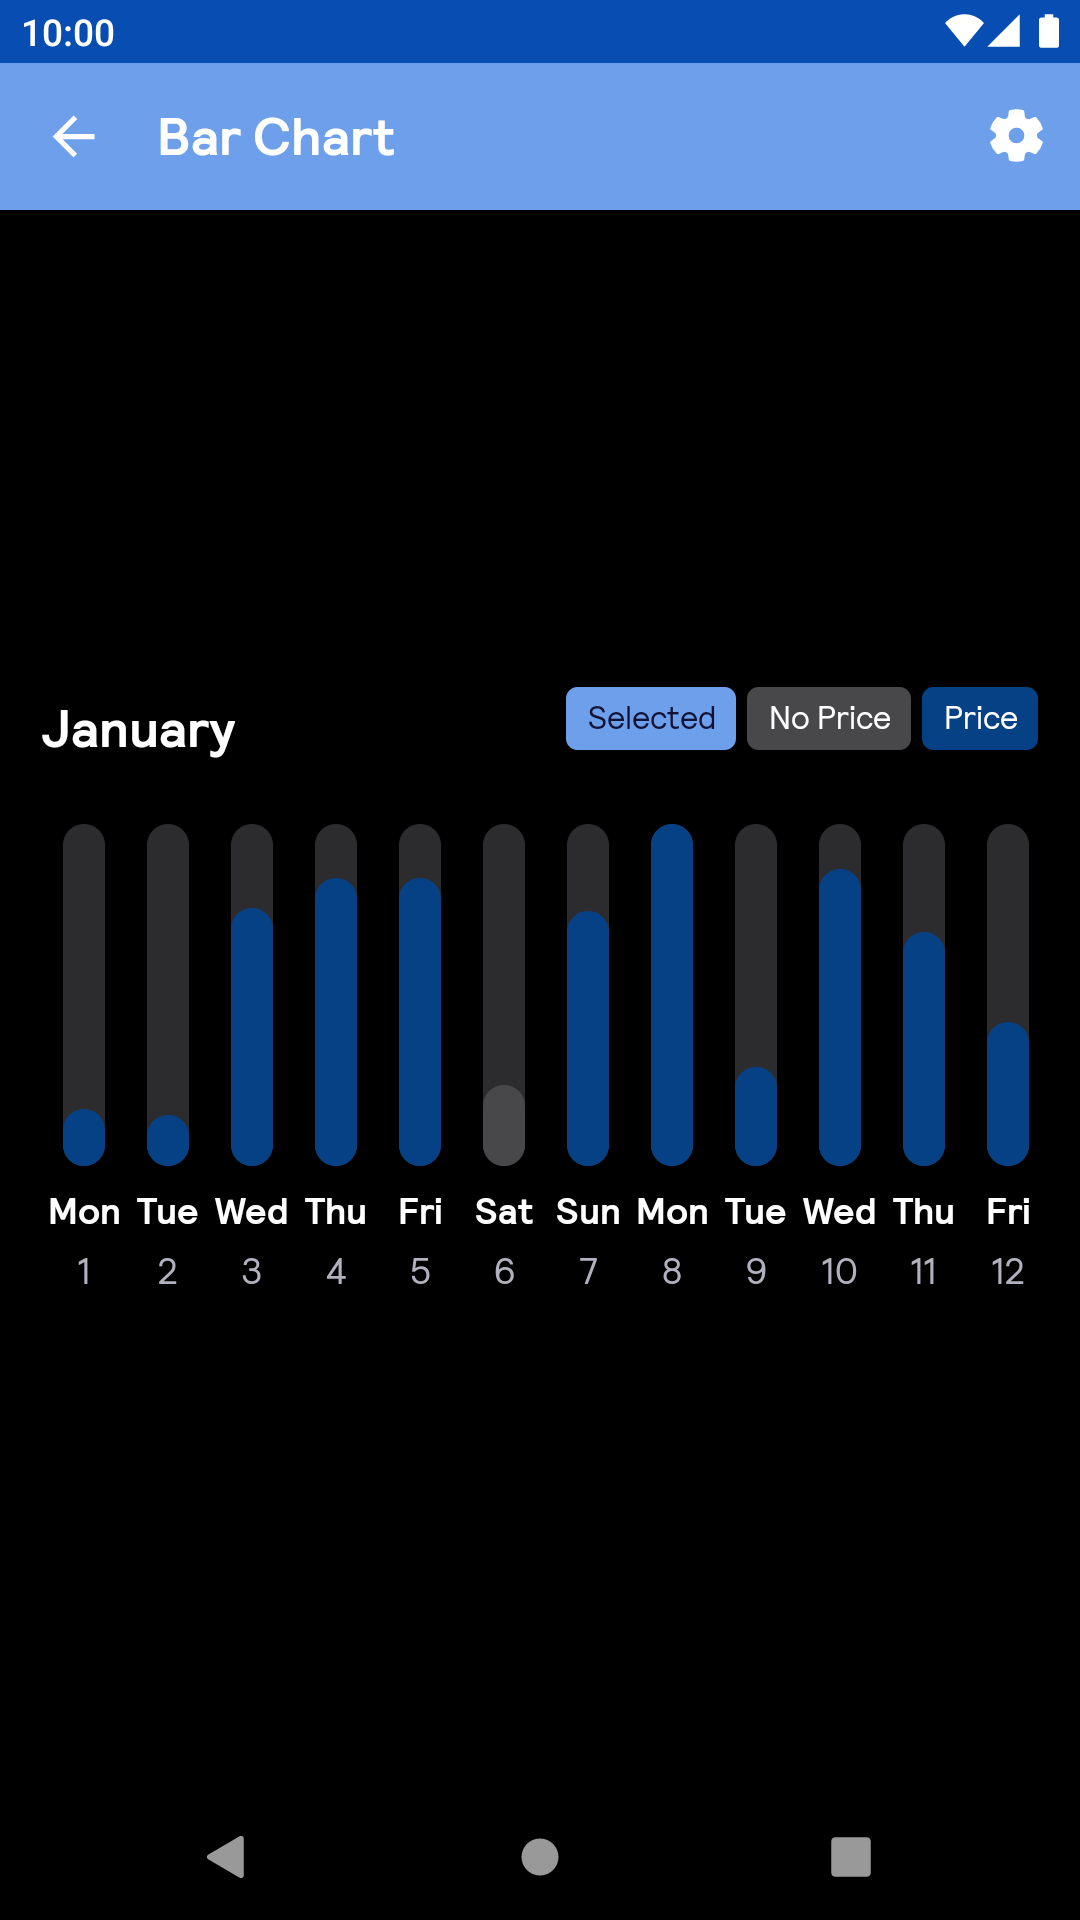 10:00
Bar Chart
January
Selected No Price Price
Mon Tue Wed Thu Fri Sat Sun Mon Tue Wed Thu Fri
1 2 3 4 5 6 7 8 9 10 11 12